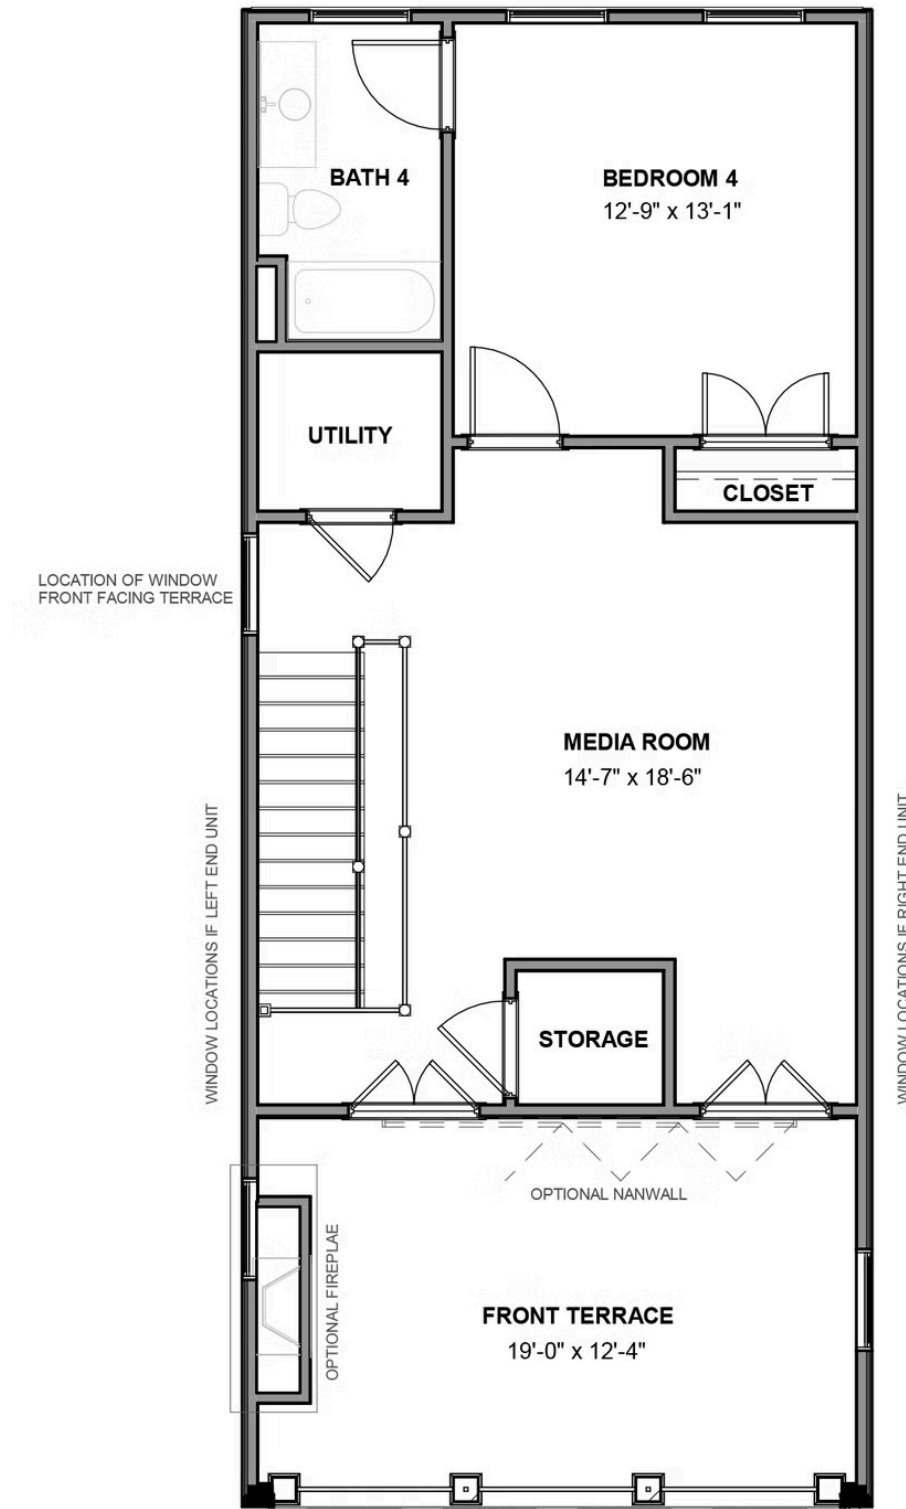 BATH 4
BEDROOM 4
12'-9" x 13'-1"
UTILITY
CLOSET
LOCATION OF WINDOW
FRONT FACING TERRACE
MEDIA ROOM
14'-7" x 18'-6"
WINDOW LOCATIONS IF LEFT END UNIT
WINDOW LOCATIONS IF RIGHT END UNIT
STORAGE
OPTIONAL NANWALL
OPTIONAL FIREPLAE
FRONT TERRACE
19'-0" x 12'-4"